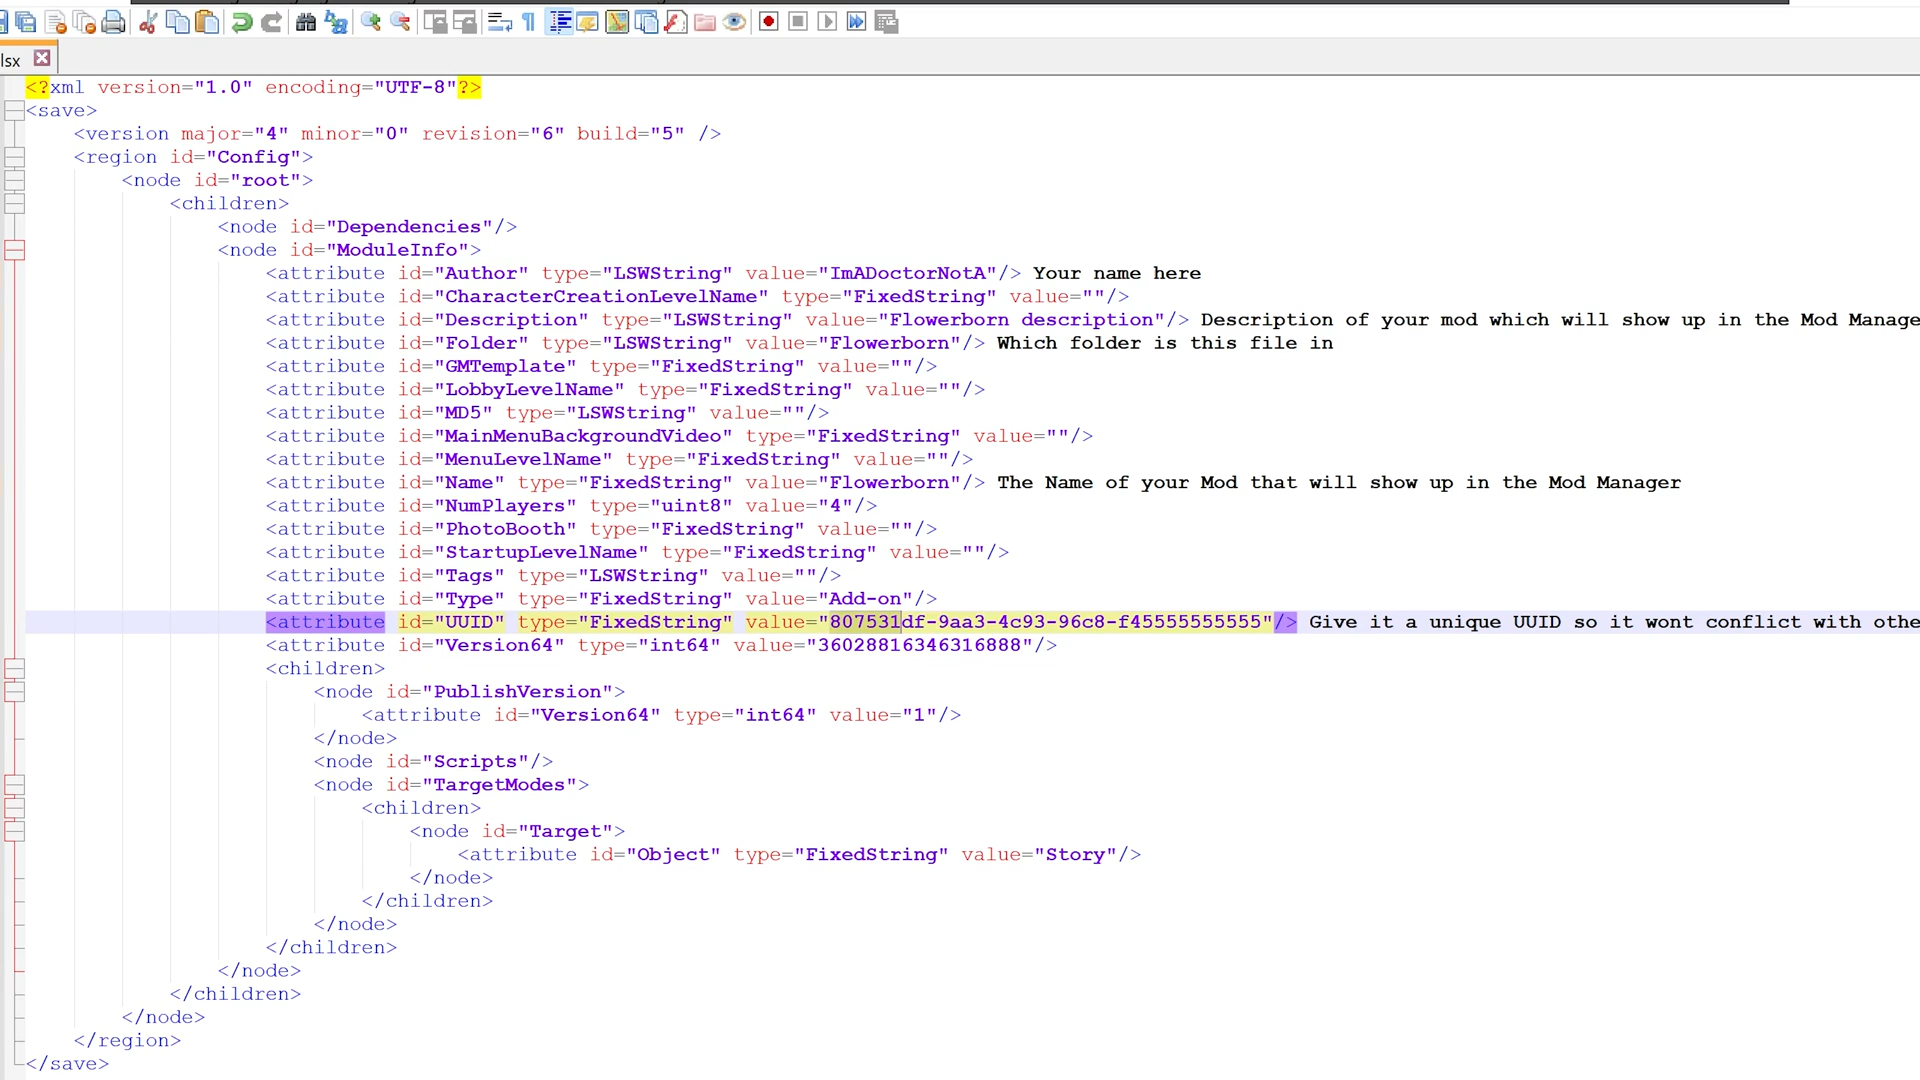 lsx
<?xml version="1.0" encoding="UTF-8"?>
<save>
<version major="4" minor="0" revision="6" build="5" />
<region id="Config">
<node id="root">
<children>
<node id="Dependencies"/>
<node id="ModuleInfo">
<attribute id="Author" type="LSWString" value="ImADoctorNotA"/> Your name here
<attribute id="CharacterCreationLevelName" type="FixedString" value=""/>
<attribute id="Description" type="LSWString" value="Flowerborn description"/> Description of your mod which will show up in the Mod Manage
<attribute id="Folder" type="LSWString" value="Flowerborn"/> Which folder is this file in
<attribute id="GMTemplate" type="FixedString" value=""/>
<attribute id="LobbyLevelName" type="FixedString" value=""/>
<attribute id="MD5" type="LSWString" value=""/>
<attribute id="MainMenuBackgroundVideo" type="FixedString" value=""/>
<attribute id="MenuLevelName" type="FixedString" value=""/>
<attribute id="Name" type="FixedString" value="Flowerborn"/> The Name of your Mod that will show up in the Mod Manager
<attribute id="NumPlayers" type="uint8" value="4"/>
<attribute id="PhotoBooth" type="FixedString" value=""/>
<attribute id="StartupLevelName" type="FixedString" value=""/>
<attribute id="Tags" type="LSWString" value=""/>
<attribute id="Type" type="FixedString" value="Add-on"/>
<attribute id="UUID" type="FixedString" value="807531df-9aa3-4c93-96c8-f45555555555"/> Give it a unique UUID so it wont conflict with othe
<attribute id="Version64" type="int64" value="36028816346316888"/>
<children>
<node id="PublishVersion">
<attribute id="Version64" type="int64" value="1"/>
</node>
<node id="Scripts"/>
<node id="TargetModes">
<children>
<node id="Target">
<attribute id="Object" type="FixedString" value="Story"/>
</node>
</children>
</node>
</children>
</node>
</children>
</node>
</region>
</save>